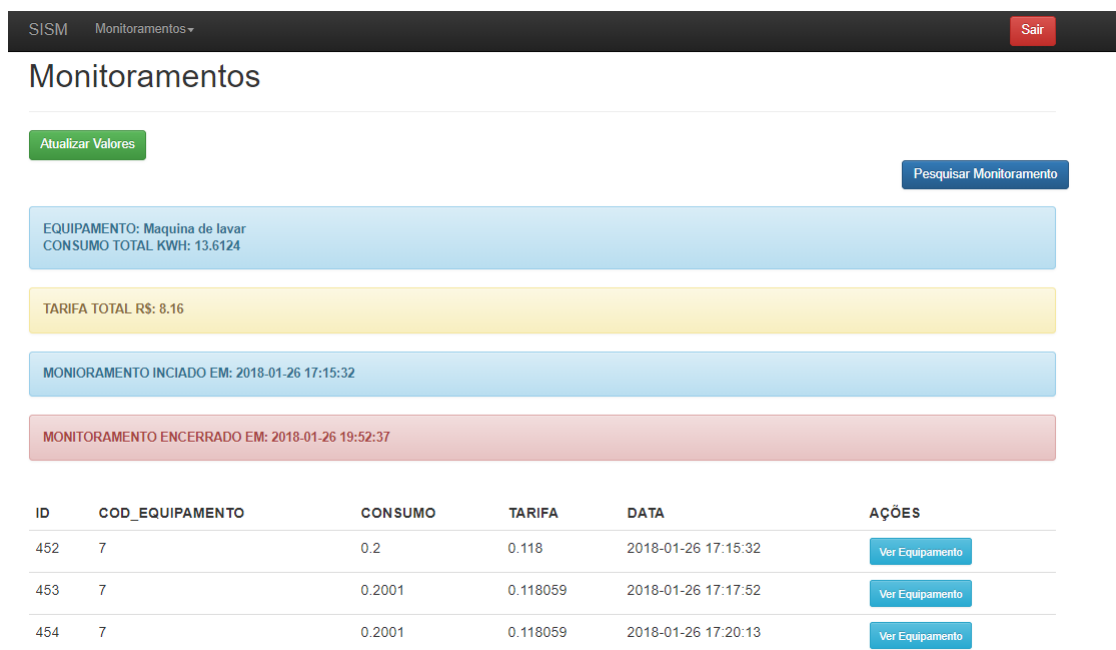 SISM Monitoramentos Sair
Monitoramentos
Atualizar Valores
Pesquisar Monitoramento
EQUIPAMENTO: Maquina de lavar
CONSUMO TOTAL KWH: 13.6124
TARIFA TOTAL R$: 8.16
MONIORAMENTO INCIADO EM: 2018-01-26 17:15:32
MONITORAMENTO ENCERRADO EM: 2018-01-26 19:52:37
ID COD_EQUIPAMENTO CONSUMO TARIFA DATA AÇÕES
452 7 0.2 0.118 2018-01-26 17:15:32 Ver Equipamento
453 7 0.2001 0.118059 2018-01-26 17:17:52 Ver Equipamento
454 7 0.2001 0.118059 2018-01-26 17:20:13 Ver Equipamento